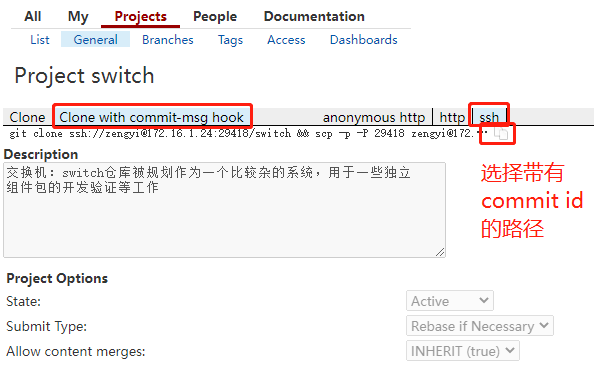 All My Projects People Documentation
List General Branches Tags Access Dashboards
Project switch
Clone Clone with commit-msg hook anonymous http http ssh
git clone ssh://zengyi@172.16.1.24:29418/switch && scp -p -P 29418 zengyi@172.
选择带有
commit id
的路径
Description
交换机：switch仓库被规划作为一个比较杂的系统，用于一些独立
组件包的开发验证等工作
Project Options
State: Active
Submit Type: Rebase if Necessary
Allow content merges: INHERIT (true)